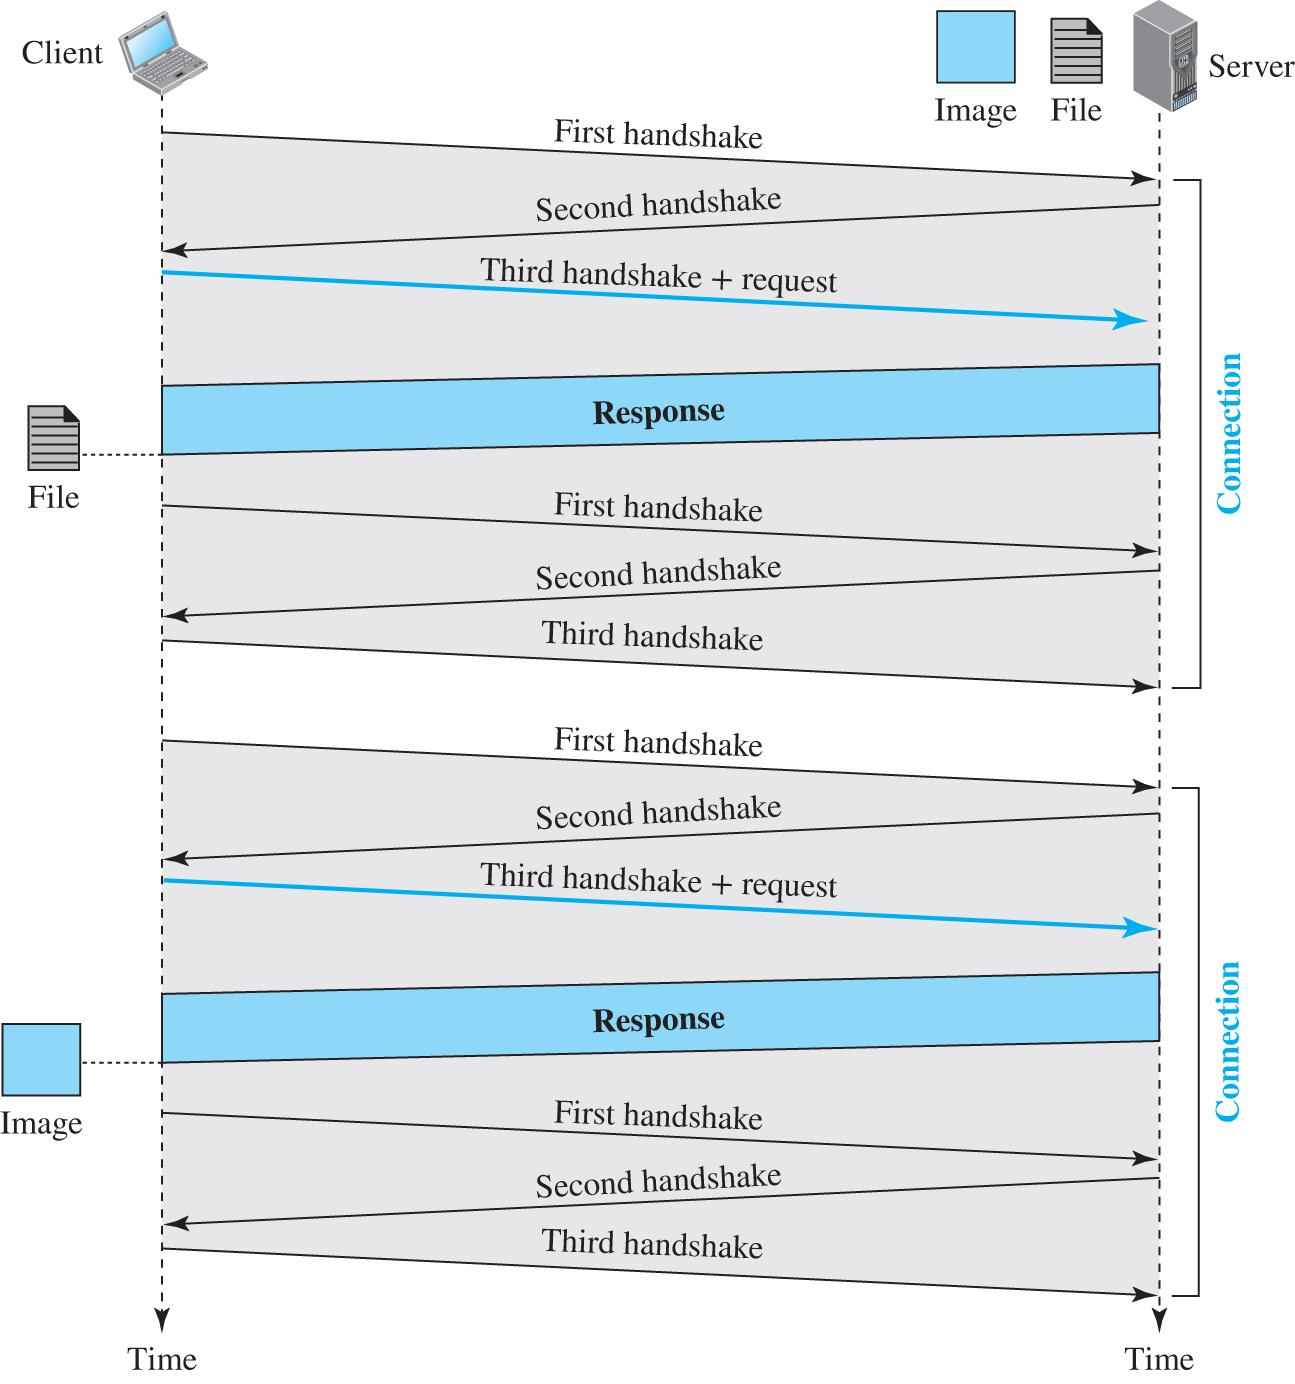 Client
Server
Image
File
First handshake
Second handshake
Third handshake + request
Response
Connection
File
First handshake
Second handshake
Third handshake
First handshake
Second handshake
Third handshake + request
Response
Connection
Image
First handshake
Second handshake
Third handshake
Time
Time